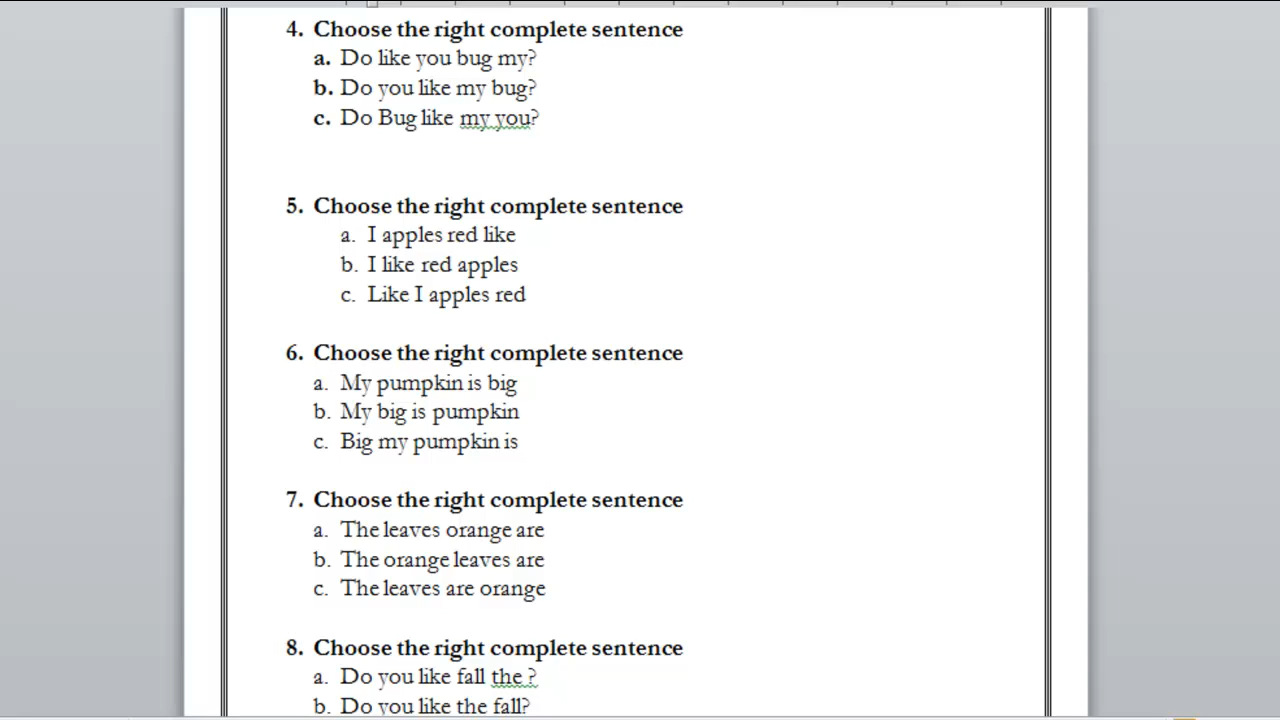 4. Choose the right complete sentence
a. Do like you bug my?
b. Do you like my bug?
c. Do Bug like my you?
5. Choose the right complete sentence
a. I apples red like
b. I like red apples
c. Like I apples red
6. Choose the right complete sentence
a. My pumpkin is big
b. My big is pumpkin
c. Big my pumpkin is
7. Choose the right complete sentence
a. The leaves orange are
b. The orange leaves are
c. The leaves are orange
8. Choose the right complete sentence
a. Do you like fall the ?
b. Do you like the fall?